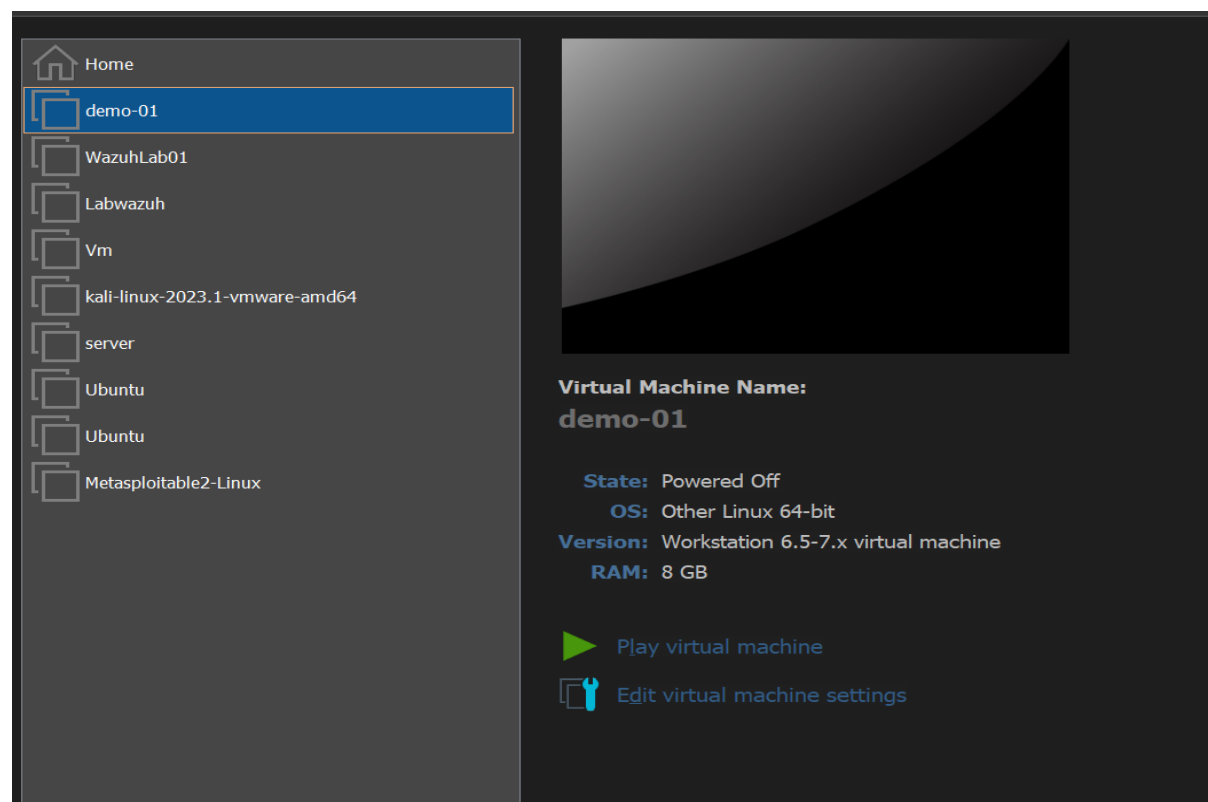 Home
demo-01
WazuhLab01
Labwazuh
Vm
kali-linux-2023.1-vmware-amd64
server
Ubuntu
Ubuntu
Metasploitable2-Linux
Virtual Machine Name:
demo-01
State: Powered Off
OS: Other Linux 64-bit
Version: Workstation 6.5-7.x virtual machine
RAM: 8 GB
Play virtual machine
Edit virtual machine settings